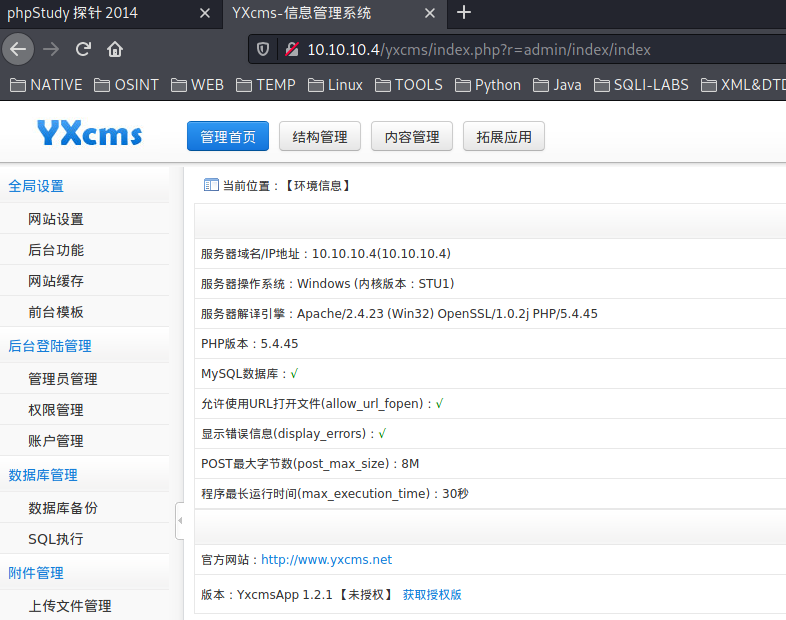 phpStudy 探针 2014
YXcms-信息管理系统
10.10.10.4/yxcms/index.php?r=admin/index/index
NATIVE OSINT WEB TEMP Linux TOOLS Python Java SQLI-LABS XML&DTD
YXcms 管理首页 结构管理 内容管理 拓展应用
全局设置
网站设置
后台功能
网站缓存
前台模板
后台登陆管理
管理员管理
权限管理
账户管理
数据库管理
数据库备份
SQL执行
附件管理
上传文件管理
当前位置：【环境信息】
服务器域名/IP地址：10.10.10.4(10.10.10.4)
服务器操作系统：Windows (内核版本：STU1)
服务器解译引擎：Apache/2.4.23 (Win32) OpenSSL/1.0.2j PHP/5.4.45
PHP版本：5.4.45
MySQL数据库：√
允许使用URL打开文件(allow_url_fopen)：√
显示错误信息(display_errors)：√
POST最大字节数(post_max_size)：8M
程序最长运行时间(max_execution_time)：30秒
官方网站：http://www.yxcms.net
版本：YxcmsApp 1.2.1【未授权】 获取授权版